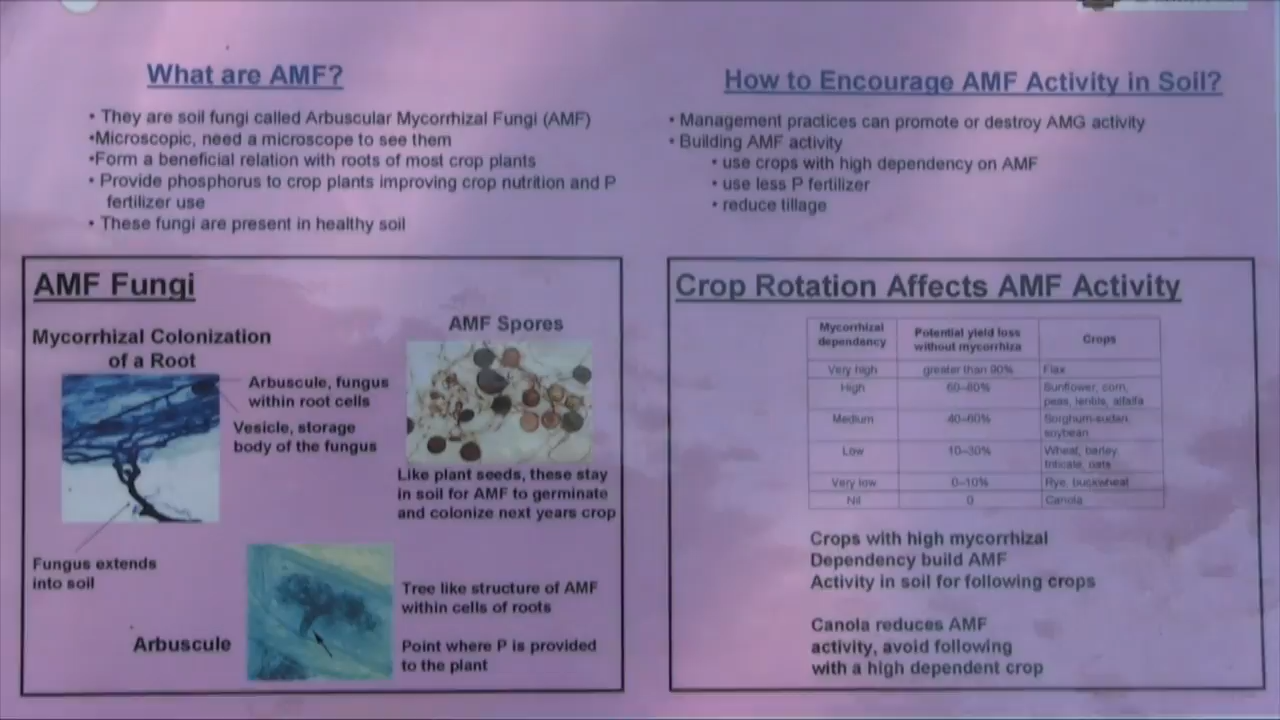 What are AMF?
• They are soil fungi called Arbuscular Mycorrhizal Fungi (AMF)
•Microscopic, need a microscope to see them
•Form a beneficial relation with roots of most crop plants
• Provide phosphorus to crop plants improving crop nutrition and P
fertilizer use
• These fungi are present in healthy soil
How to Encourage AMF Activity in Soil?
• Management practices can promote or destroy AMG activity
• Building AMF activity
• use crops with high dependency on AMF
• use less P fertilizer
• reduce tillage
AMF Fungi
Mycorrhizal Colonization
of a Root
Arbuscule, fungus
within root cells
Vesicle, storage
body of the fungus
Fungus extends
into soil
AMF Spores
Like plant seeds, these stay
in soil for AMF to germinate
and colonize next years crop
Arbuscule
Tree like structure of AMF
within cells of roots
Point where P is provided
to the plant
Crop Rotation Affects AMF Activity
Mycorrhizal
dependency
Potential yield loss
without mycorrhiza
Crops
Very high greater than 90% Flax
High 60–80% Sunflower, corn,
peas, lentils, alfalfa
Medium 40–60% Sorghum-sudan,
soybean
Low 10–30% Wheat, barley,
triticale, oats
Very low 0–10% Rye, buckwheat
Nil 0 Canola
Crops with high mycorrhizal
Dependency build AMF
Activity in soil for following crops
Canola reduces AMF
activity, avoid following
with a high dependent crop